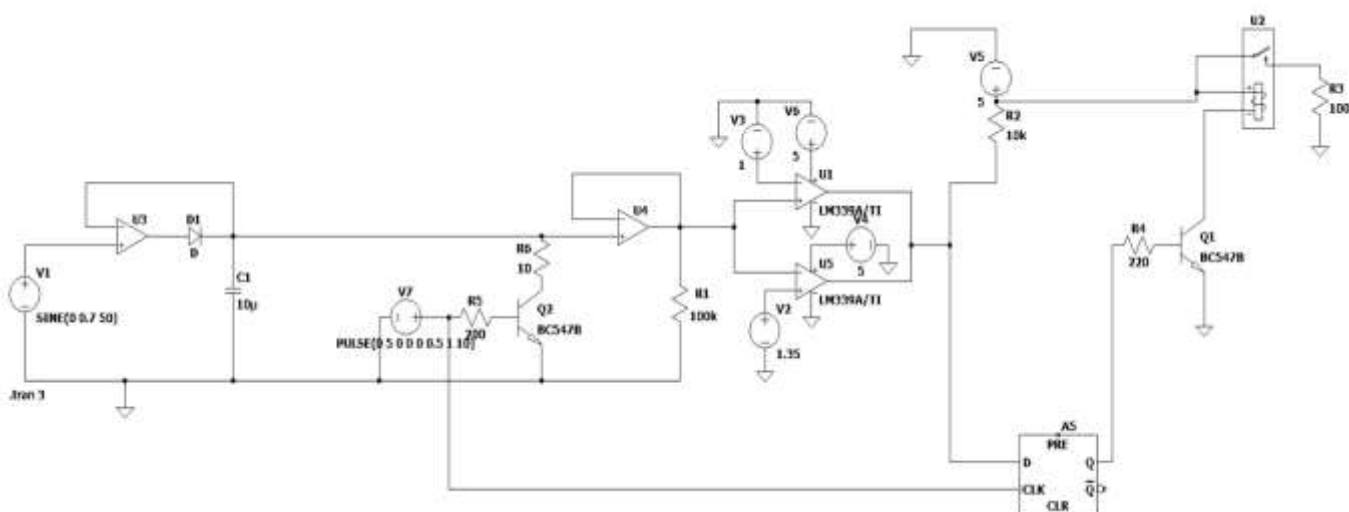 U2
V5
5
R2
10k
R3
100
V3
1
V6
5
U1
LM339A/TI
V4
5
U5
LM339A/TI
V2
1.35
U3
D1
D
V1
SINE(0 0.7 50)
C1
10µ
R6
10
U4
R1
100k
V7
R5
200
Q2
BC547B
PULSE(0 5 0 0 0 0.5 1 10)
R4
220
Q1
BC547B
.tran 3
A5
PRE
D
Q
CLK
Q
CLR